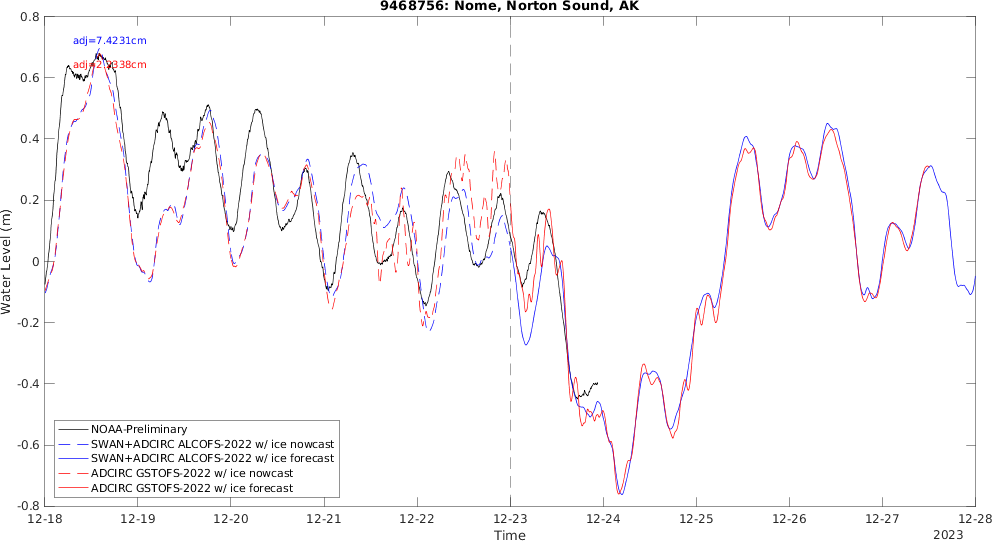 9468756: Nome, Norton Sound, AK
0.8
0.6
0.4
0.2
0
-0.2
-0.4
-0.6
-0.8
Water Level (m)
adj=7.4231cm
NOAA-Preliminary
SWAN+ADCIRC ALCOFS-2022 w/ ice nowcast
SWAN+ADCIRC ALCOFS-2022 w/ ice forecast
ADCIRC GSTOFS-2022 w/ ice nowcast
ADCIRC GSTOFS-2022 w/ ice forecast
12-18 12-19 12-20 12-21 12-22 12-23 12-24 12-25 12-26 12-27 12-28
Time
2023